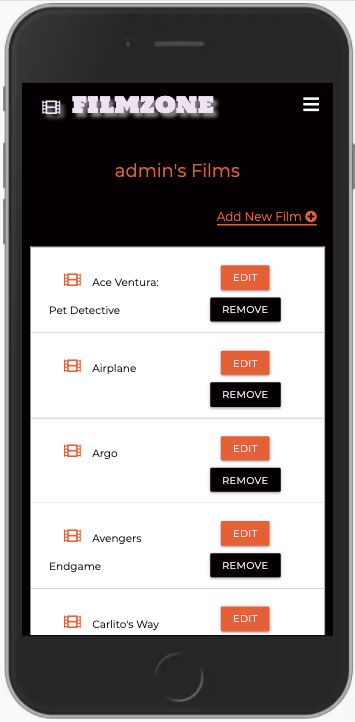 FILMZONE
admin's Films
Add New Film
Ace Ventura:
Pet Detective
EDIT
REMOVE
Airplane
EDIT
REMOVE
Argo
EDIT
REMOVE
Avengers
Endgame
EDIT
REMOVE
Carlito's Way
EDIT